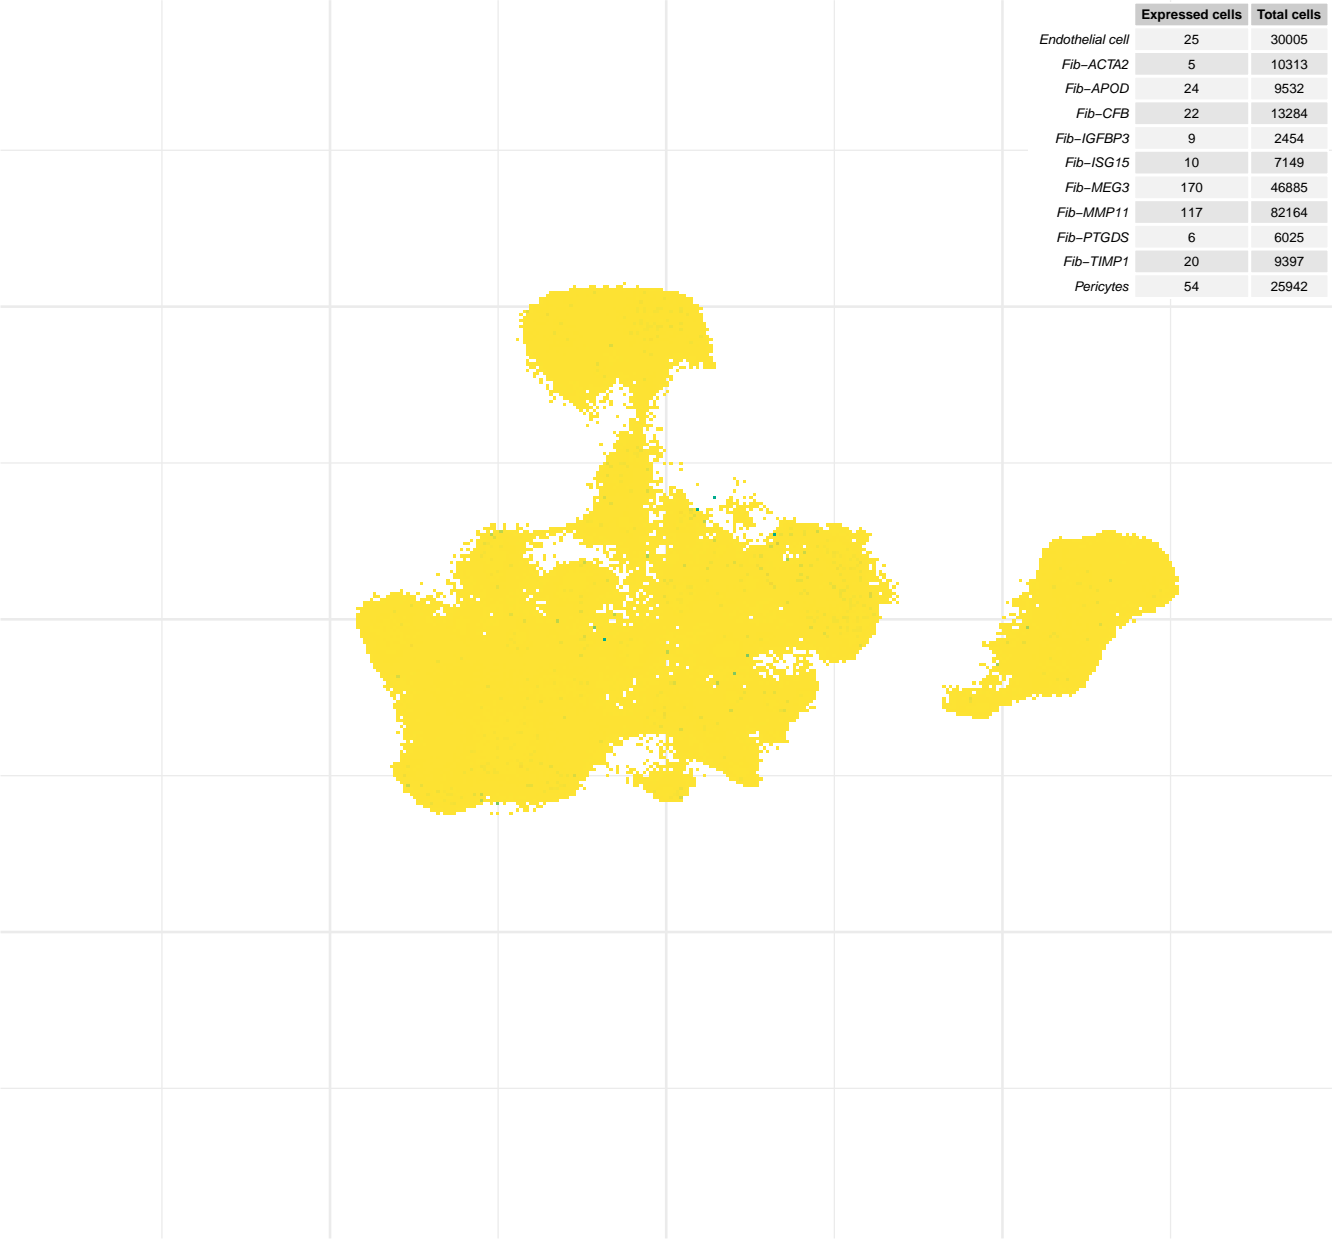 Expressed cells Total cells
Endothelial cell 25 30005
Fib−ACTA2 5 10313
Fib−APOD 24 9532
Fib−CFB 22 13284
Fib−IGFBP3 9 2454
Fib−ISG15 10 7149
Fib−MEG3 170 46885
Fib−MMP11 117 82164
Fib−PTGDS 6 6025
Fib−TIMP1 20 9397
Pericytes 54 25942